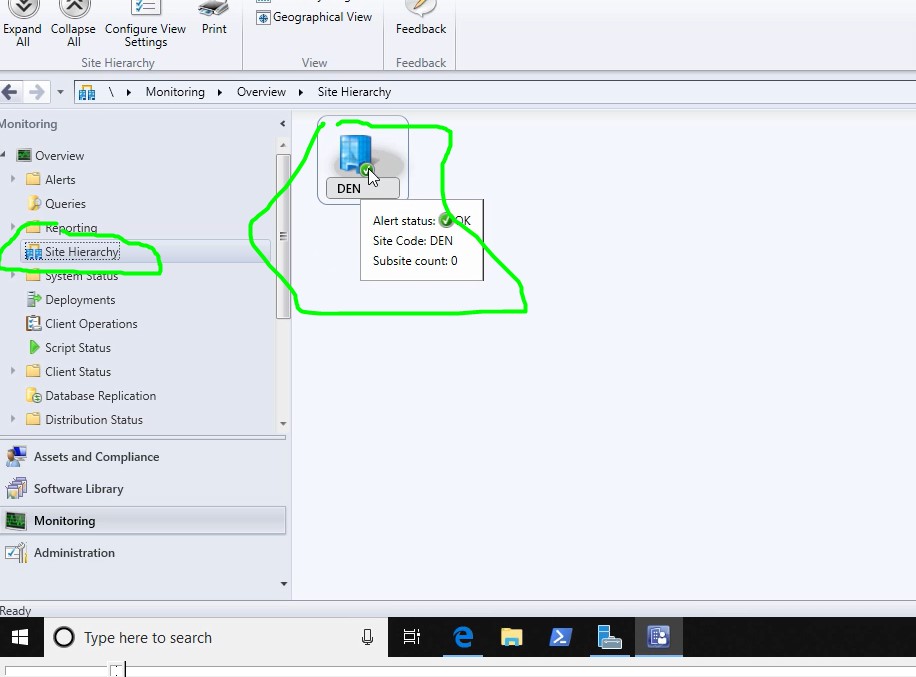 Geographical View
Expand All
Collapse All
Configure View Settings
Print
Feedback
Site Hierarchy
View
Feedback
\ Monitoring Overview Site Hierarchy
Monitoring
Overview
Alerts
Queries
Reporting
Site Hierarchy
System Status
Deployments
Client Operations
Script Status
Client Status
Database Replication
Distribution Status
Assets and Compliance
Software Library
Monitoring
Administration
DEN
Alert status: OK
Site Code: DEN
Subsite count: 0
Ready
Type here to search